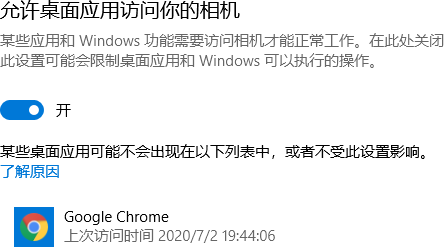 允许桌面应用访问你的相机
某些应用和 Windows 功能需要访问相机才能正常工作。在此处关闭
此设置可能会限制桌面应用和 Windows 可以执行的操作。
开
某些桌面应用可能不会出现在以下列表中，或者不受此设置影响。
了解原因
Google Chrome
上次访问时间 2020/7/2 19:44:06